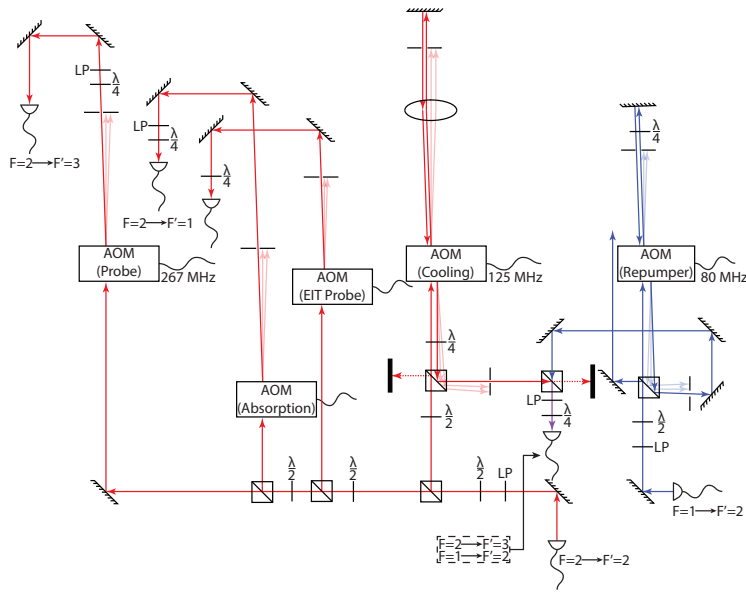 LP
λ
4
F=2→F'=3
LP
λ
4
F=2→F'=1
λ
4
λ
4
AOM
(Probe)
267 MHz
AOM
(EIT Probe)
AOM
(Cooling)
125 MHz
AOM
(Repumper)
80 MHz
λ
4
AOM
(Absorption)
λ
2
LP
λ
4
λ
2
LP
λ
2
λ
2
λ
2
LP
F=1→F'=2
F=2→F'=3
F=1→F'=2
F=2→F'=2